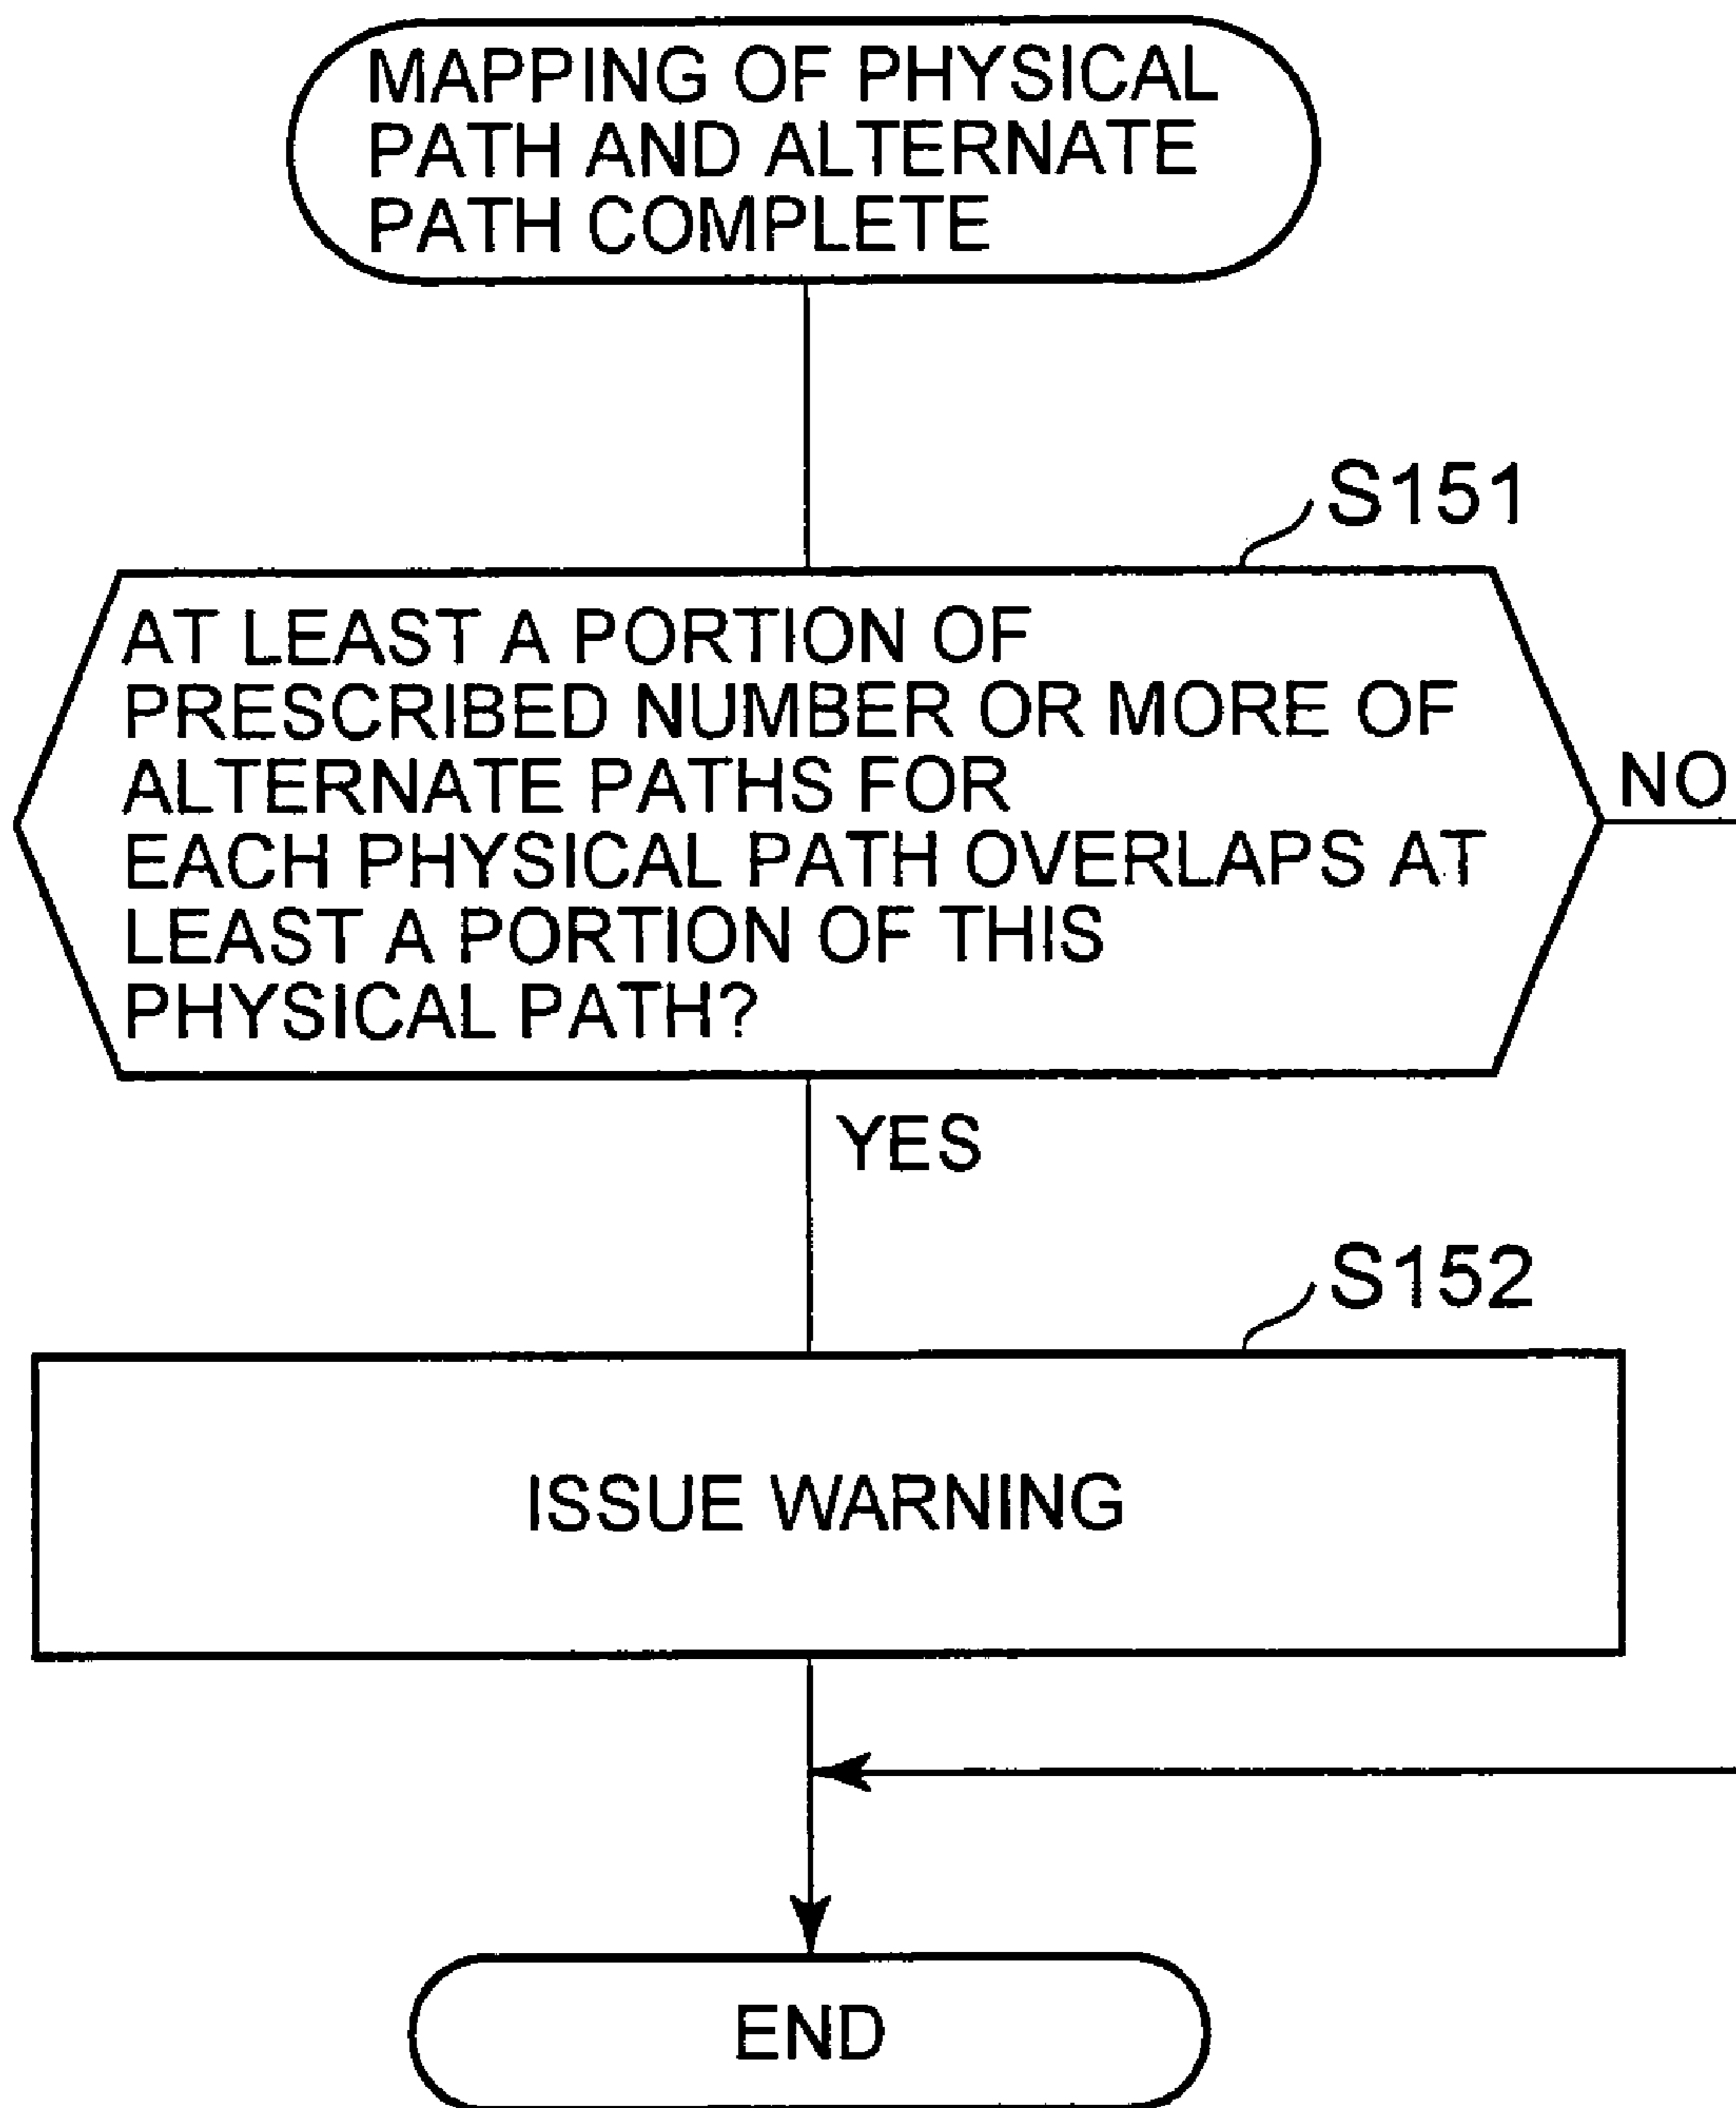 MAPPING OF PHYSICAL
PATH AND ALTERNATE
PATH COMPLETE
S151
AT LEAST A PORTION OF
PRESCRIBED NUMBER OR MORE OF
ALTERNATE PATHS FOR
EACH PHYSICAL PATH OVERLAPS AT
LEAST A PORTION OF THIS
PHYSICAL PATH?
NO
YES
S152
ISSUE WARNING
END